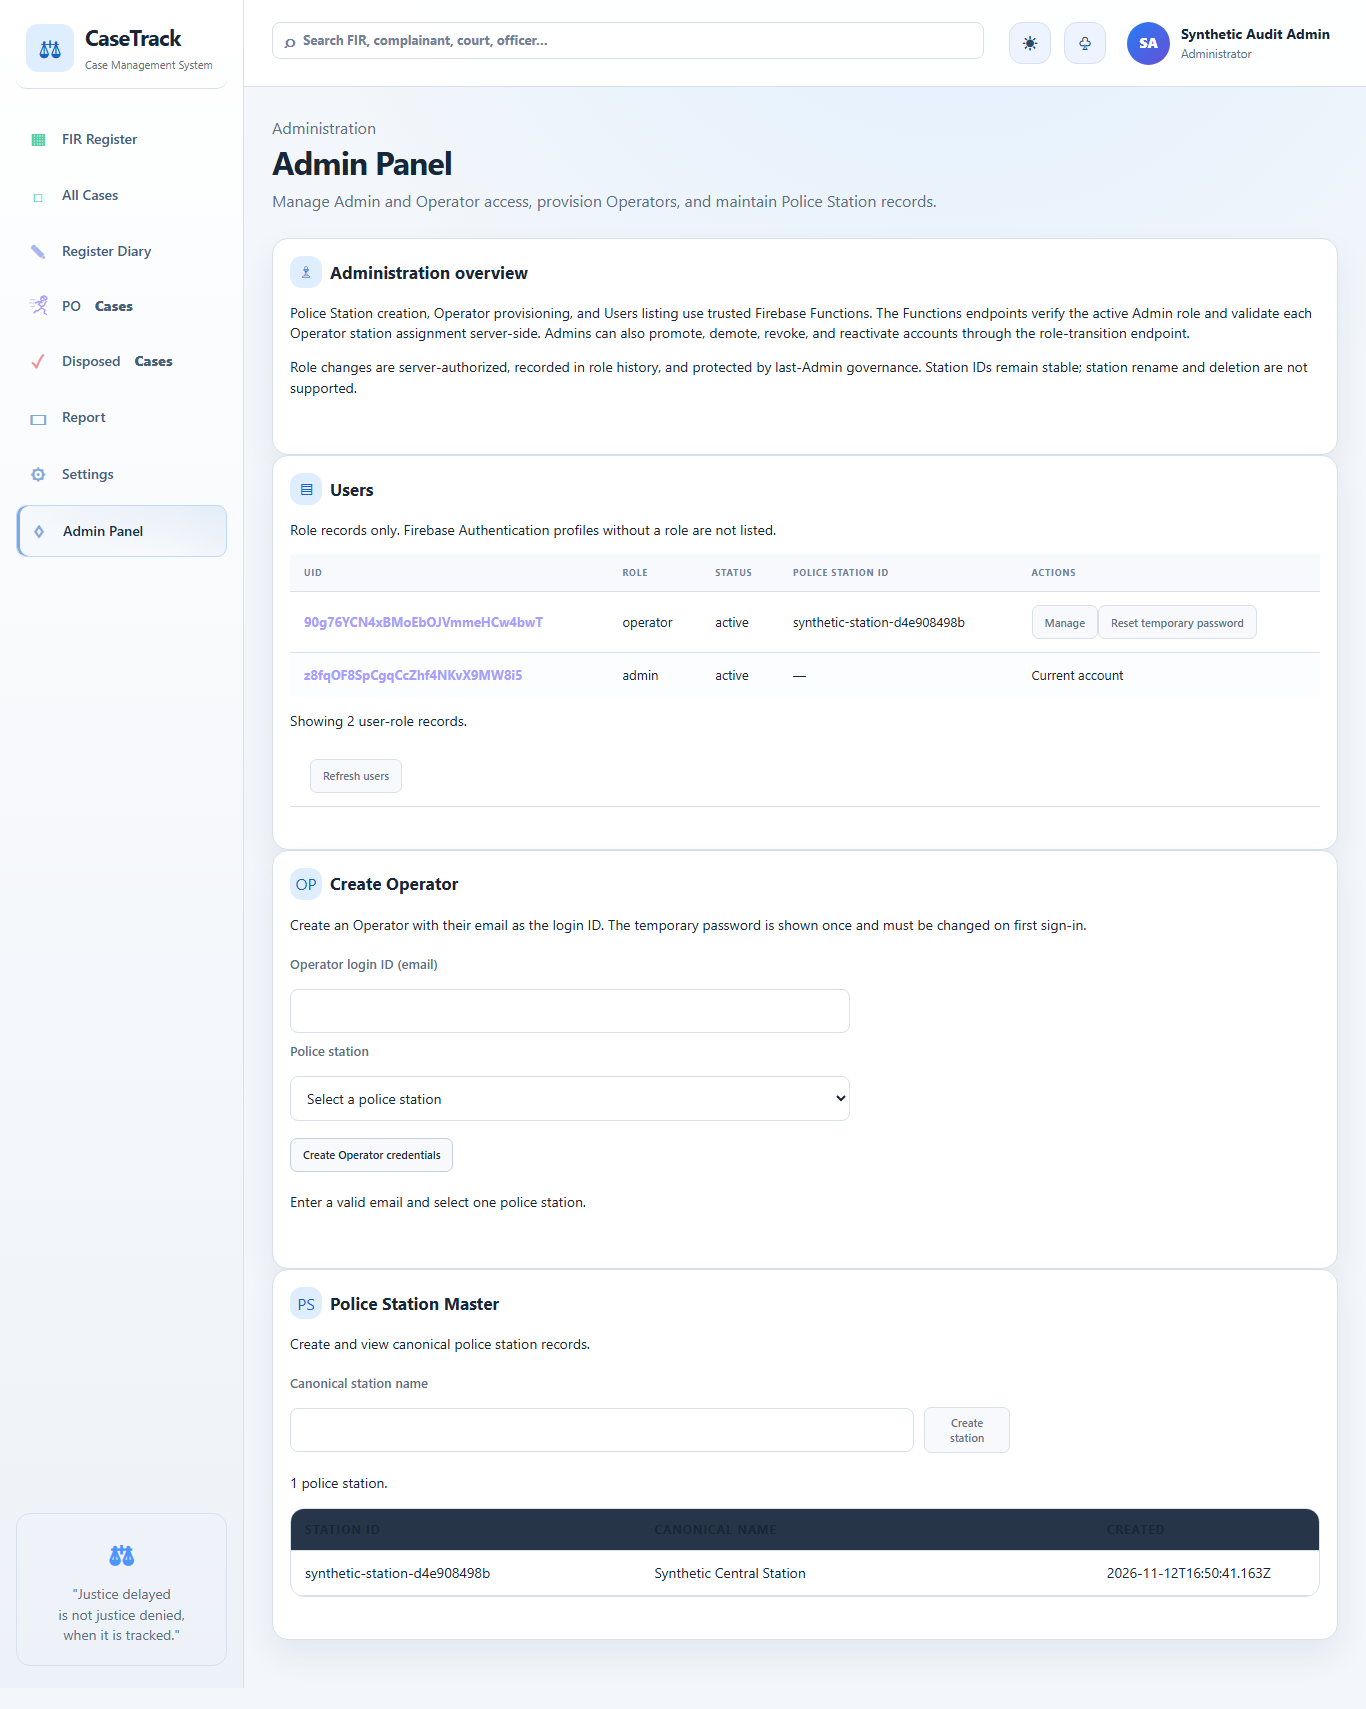 CaseTrack
Case Management System
Search FIR, complainant, court, officer...
SA
Synthetic Audit Admin
Administrator
FIR Register
All Cases
Register Diary
PO Cases
Disposed Cases
Report
Settings
Admin Panel
"Justice delayed
is not justice denied,
when it is tracked."
Administration
Admin Panel
Manage Admin and Operator access, provision Operators, and maintain Police Station records.
Administration overview
Police Station creation, Operator provisioning, and Users listing use trusted Firebase Functions. The Functions endpoints verify the active Admin role and validate each
Operator station assignment server-side. Admins can also promote, demote, revoke, and reactivate accounts through the role-transition endpoint.
Role changes are server-authorized, recorded in role history, and protected by last-Admin governance. Station IDs remain stable; station rename and deletion are not
supported.
Users
Role records only. Firebase Authentication profiles without a role are not listed.
UID ROLE STATUS POLICE STATION ID ACTIONS
90g76YCN4xBMoEbOJVmmeHCw4bwT operator active synthetic-station-d4e908498b Manage Reset temporary password
z8fqOF8SpCgqCcZhf4NKvX9MW8i5 admin active — Current account
Showing 2 user-role records.
Refresh users
OP Create Operator
Create an Operator with their email as the login ID. The temporary password is shown once and must be changed on first sign-in.
Operator login ID (email)
Police station
Select a police station
Create Operator credentials
Enter a valid email and select one police station.
PS Police Station Master
Create and view canonical police station records.
Canonical station name
Create
station
1 police station.
STATION ID CANONICAL NAME CREATED
synthetic-station-d4e908498b Synthetic Central Station 2026-11-12T16:50:41.163Z